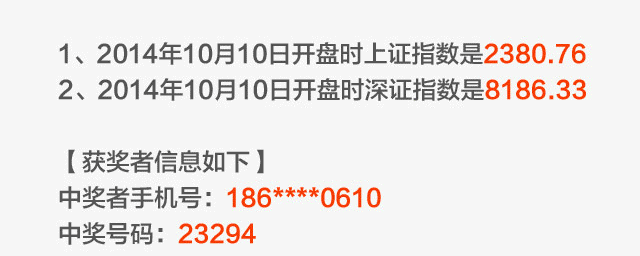 1、2014年10月10日开盘时上证指数是2380.76
2、2014年10月10日开盘时深证指数是8186.33
【获奖者信息如下】
中奖者手机号：186****0610
中奖号码：23294